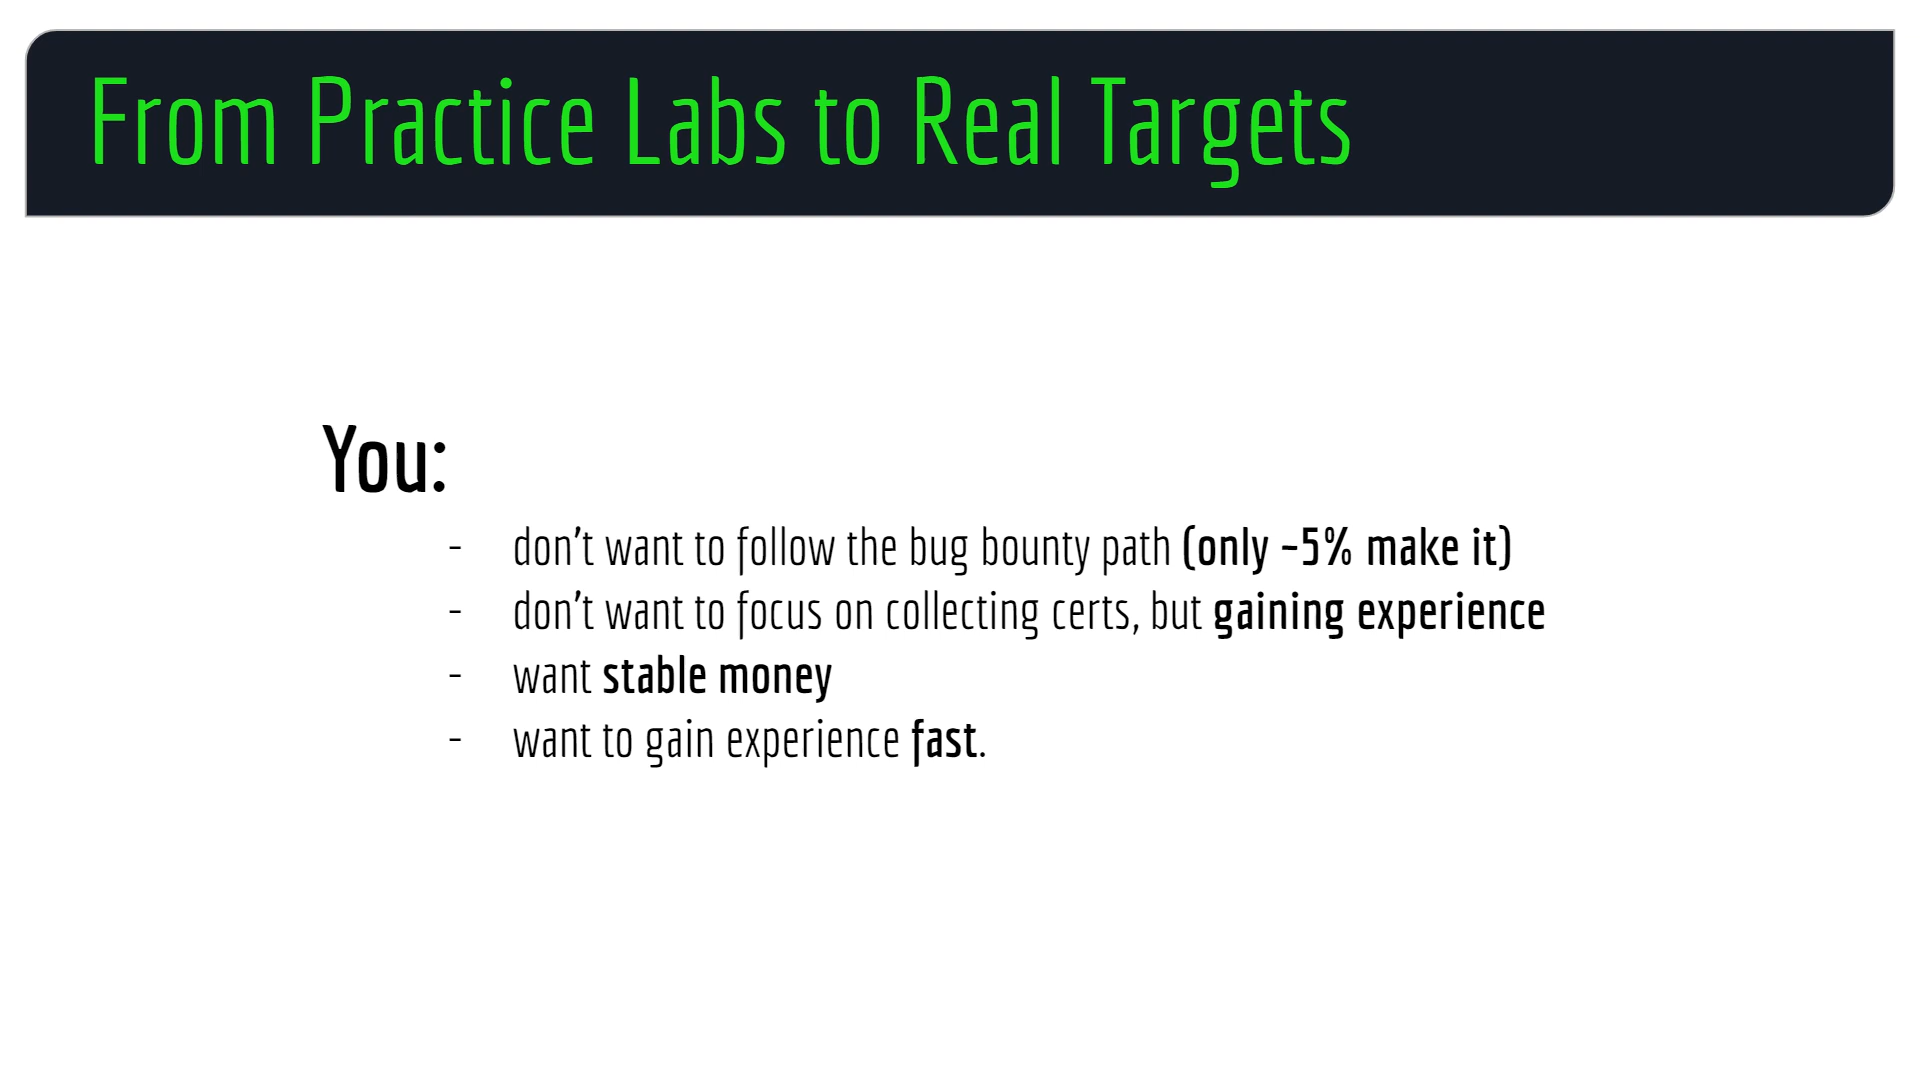 From Practice Labs to Real Targets
You:
- don't want to follow the bug bounty path (only ~5% make it)
- don't want to focus on collecting certs, but gaining experience
- want stable money
- want to gain experience fast.